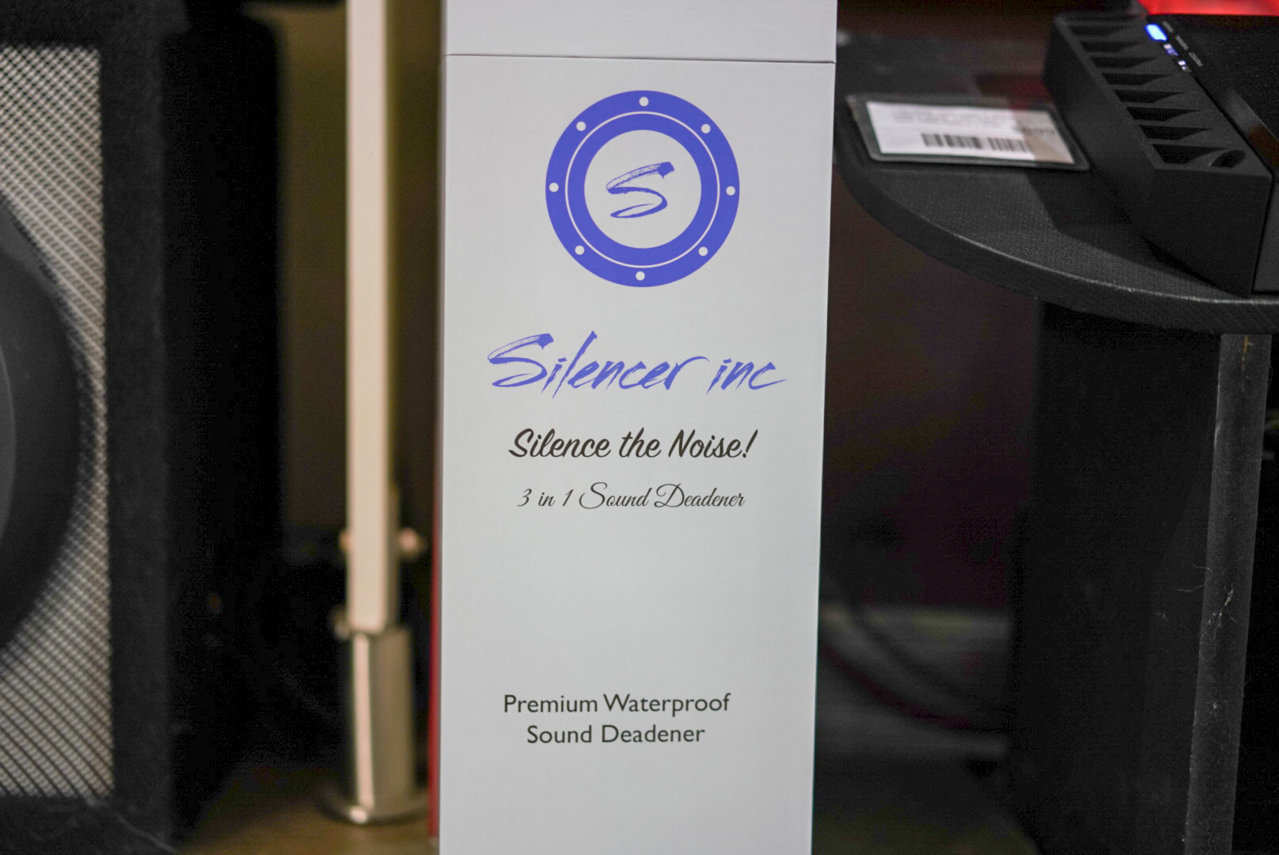 S
Silencer inc
Silence the Noise!
3 in 1 Sound Deadener
Premium Waterproof
Sound Deadener